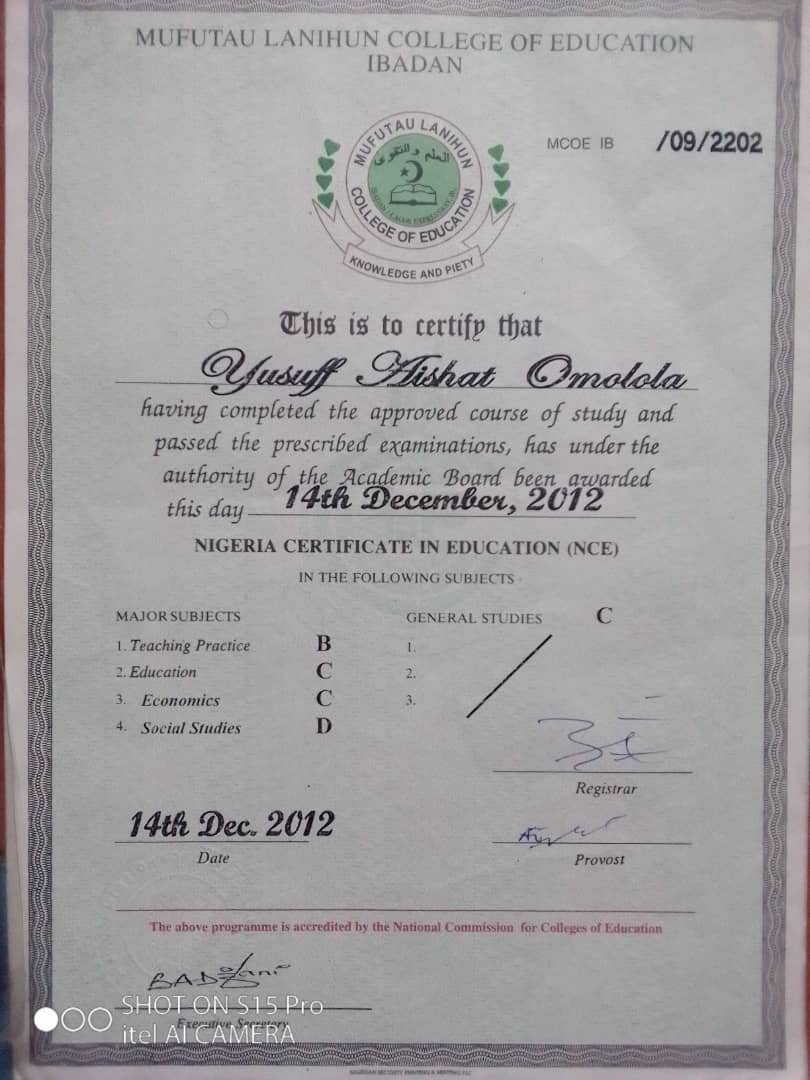 MUFUTAU LANIHUN COLLEGE OF EDUCATION
IBADAN
MCOE IB /09/2202
MUFUTAU LANIHUN
العلم والتقوى
COLLEGE OF EDUCATION
KNOWLEDGE AND PIETY
This is to certify that
Yusuff Aishat Omolola
having completed the approved course of study and
passed the prescribed examinations, has under the
authority of the Academic Board been awarded
this day 14th December, 2012
NIGERIA CERTIFICATE IN EDUCATION (NCE)
IN THE FOLLOWING SUBJECTS
MAJOR SUBJECTS
1. Teaching Practice B
2. Education C
3. Economics C
4. Social Studies D
GENERAL STUDIES C
1.
2.
3.
Registrar
14th Dec. 2012
Date
Provost
The above programme is accredited by the National Commission for Colleges of Education
Executive Secretary
SHOT ON S15 Pro
itel AI CAMERA